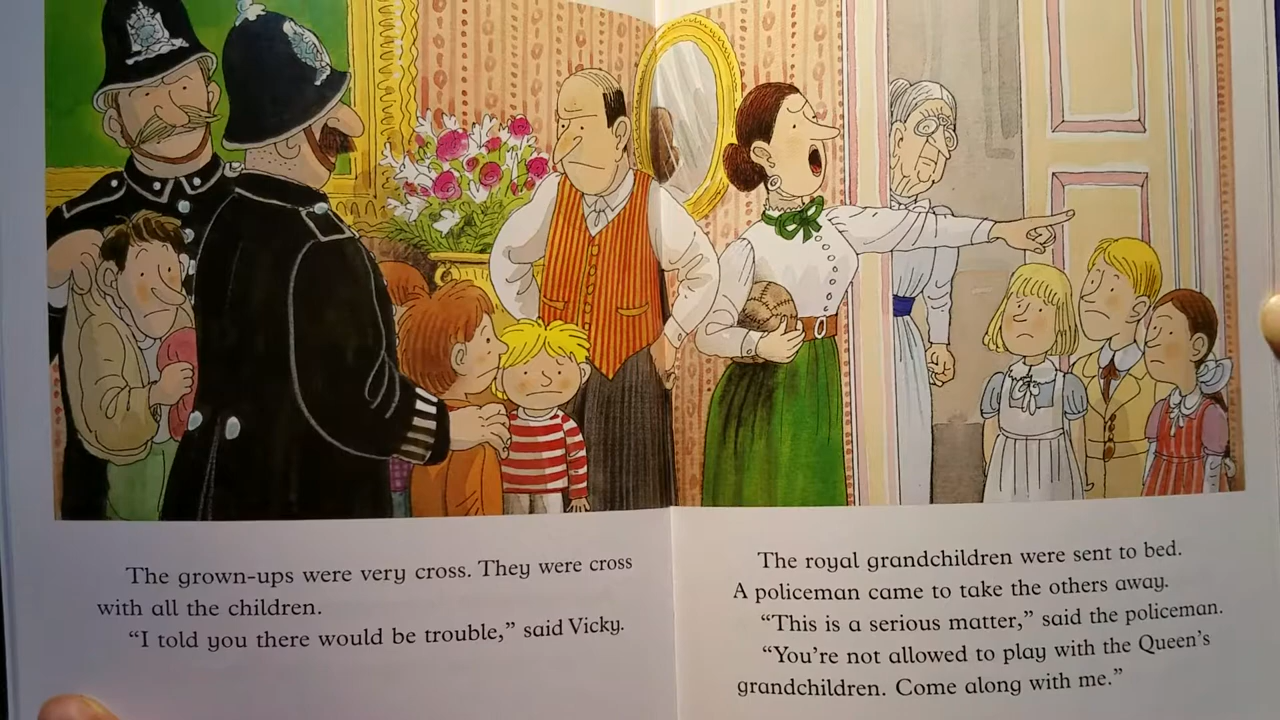 The grown-ups were very cross. They were cross
with all the children.
“I told you there would be trouble,” said Vicky.
The royal grandchildren were sent to bed.
A policeman came to take the others away.
“This is a serious matter,” said the policeman.
“You’re not allowed to play with the Queen’s
grandchildren. Come along with me.”